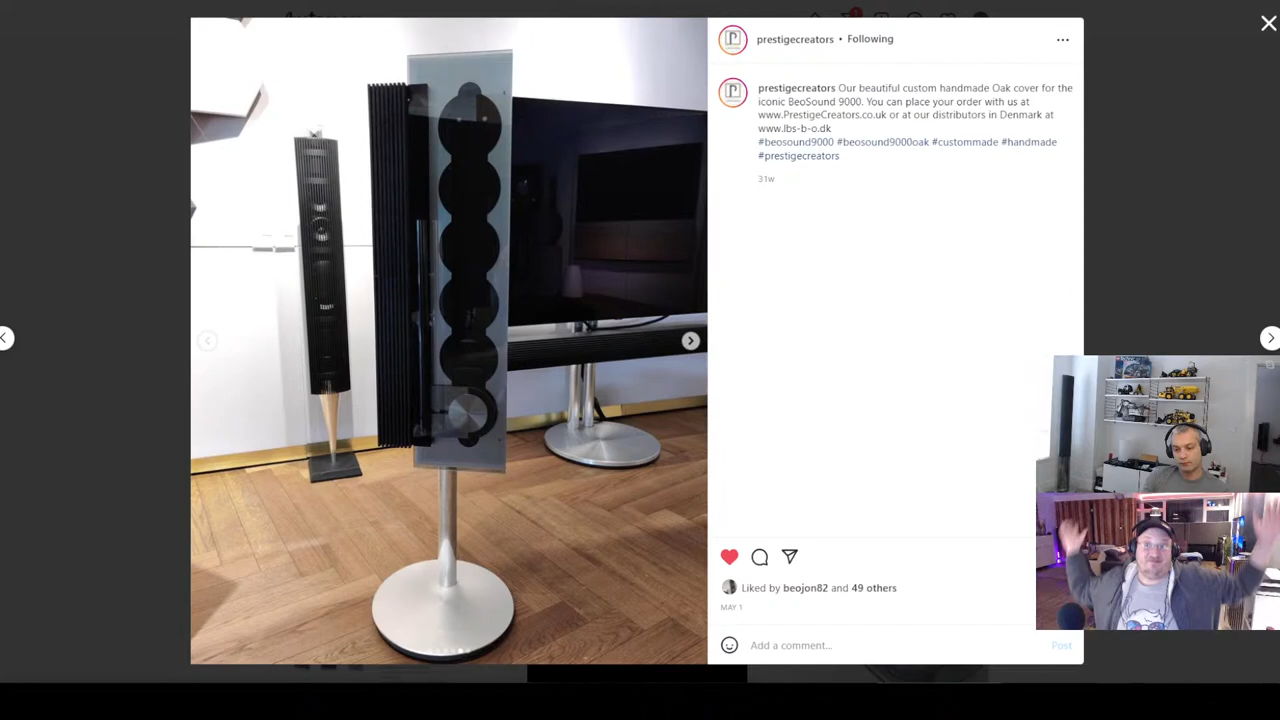 prestigecreators • Following
prestigecreators Our beautiful custom handmade Oak cover for the
iconic BeoSound 9000. You can place your order with us at
www.PrestigeCreators.co.uk or at our distributors in Denmark at
www.lbs-b-o.dk
#beosound9000 #beosound9000oak #custommade #handmade
#prestigecreators
31w
Liked by beojon82 and 49 others
MAY 1
Add a comment...
Post